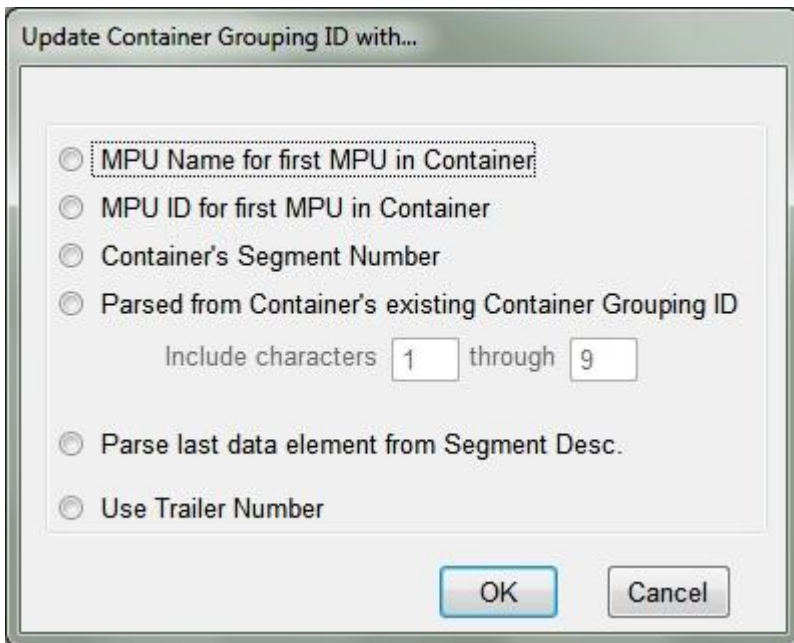 Update Container Grouping ID with...
MPU Name for first MPU in Container
MPU ID for first MPU in Container
Container's Segment Number
Parsed from Container's existing Container Grouping ID
Include characters 1 through 9
Parse last data element from Segment Desc.
Use Trailer Number
OK Cancel